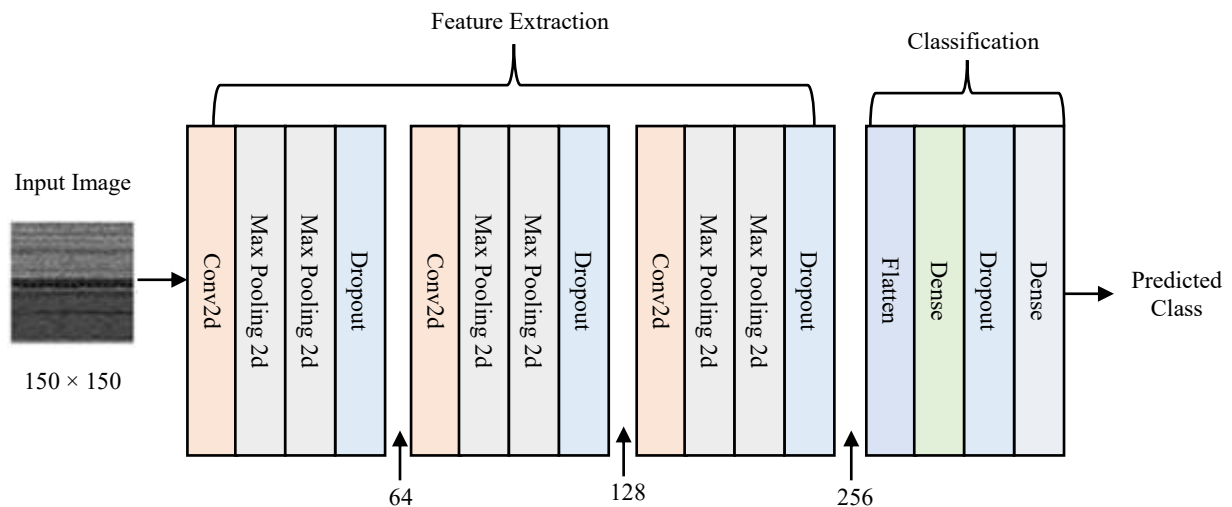 Feature Extraction
Classification
Input Image
150 × 150
Conv2d
Max Pooling 2d
Max Pooling 2d
Dropout
64
Conv2d
Max Pooling 2d
Max Pooling 2d
Dropout
128
Conv2d
Max Pooling 2d
Max Pooling 2d
Dropout
256
Flatten
Dense
Dropout
Dense
Predicted
Class